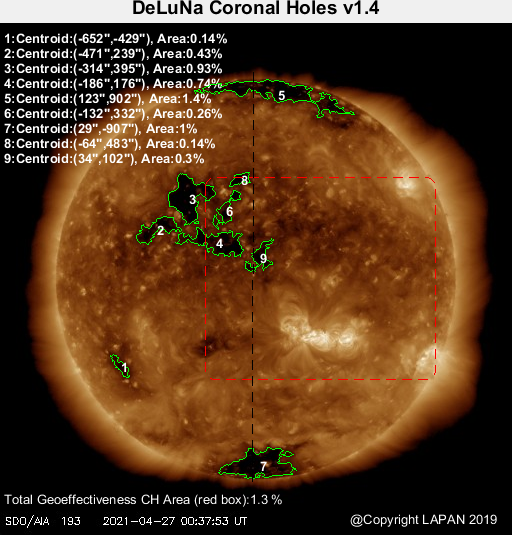 DeLuNa Coronal Holes v1.4
1:Centroid:(-652",-429"), Area:0.14%
2:Centroid:(-471",239"), Area:0.43%
3:Centroid:(-314",395"), Area:0.93%
4:Centroid:(-186",176"), Area:0.74%
5:Centroid:(123",902"), Area:1.4%
6:Centroid:(-132",332"), Area:0.26%
7:Centroid:(29",-907"), Area:1%
8:Centroid:(-64",483"), Area:0.14%
9:Centroid:(34",102"), Area:0.3%
5
8
3
6
2
4
9
1
7
Total Geoeffectiveness CH Area (red box):1.3 %
SDO/AIA 193 2021-04-27 00:37:53 UT
@Copyright LAPAN 2019